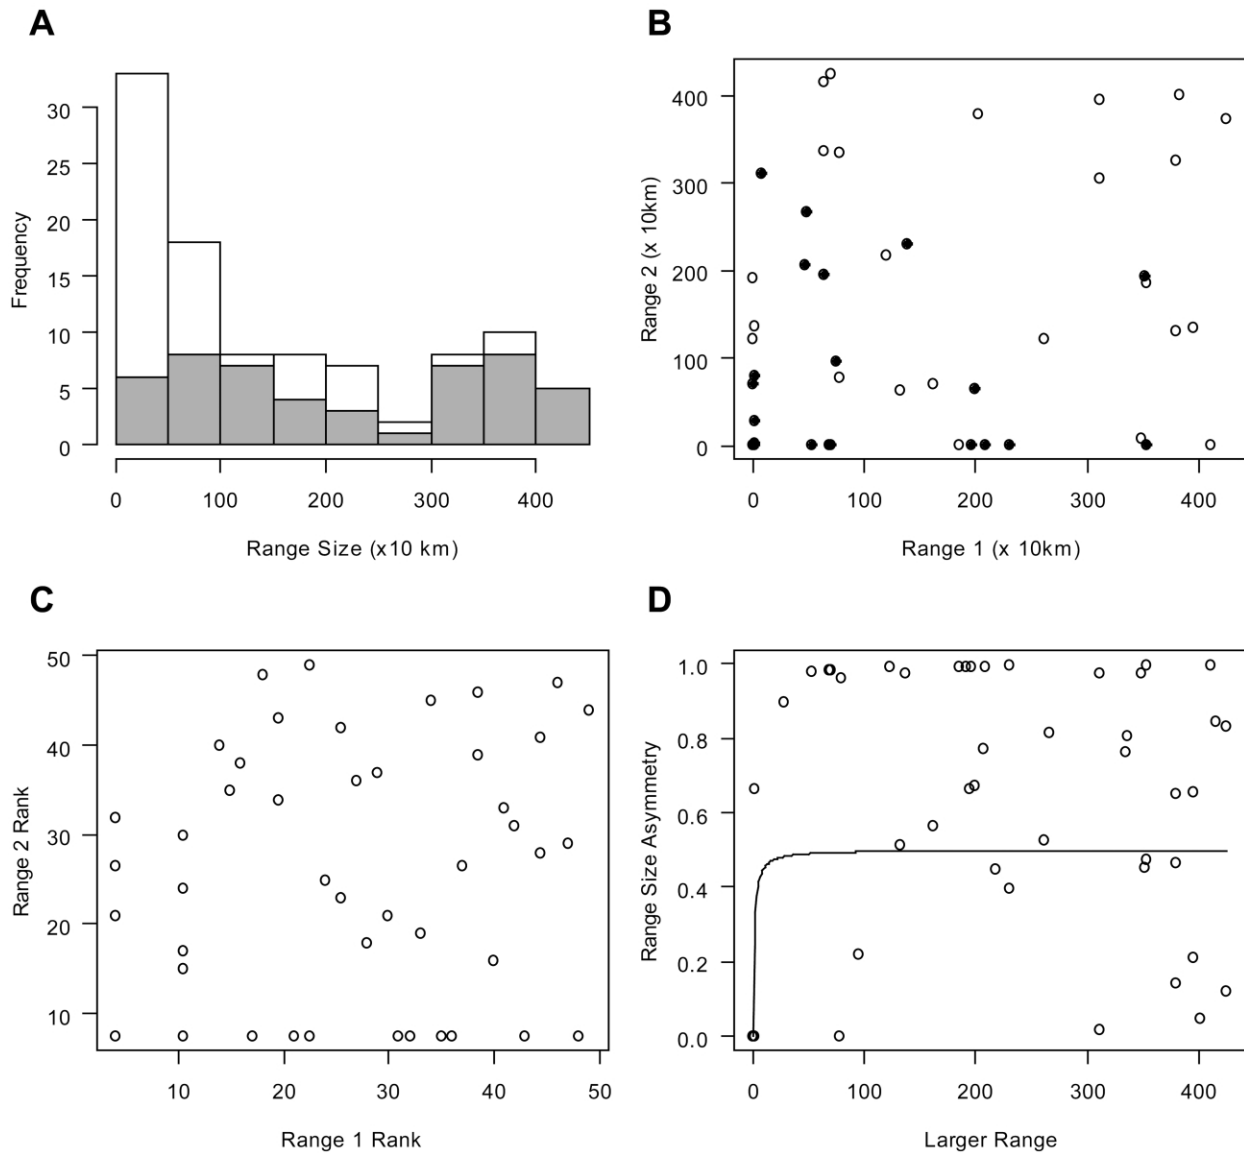 A
Frequency
30
25
20
15
10
5
0
0 100 200 300 400
Range Size (x10 km)
B
Range 2 (x 10km)
400
300
200
100
0
0 100 200 300 400
Range 1 (x 10km)
C
Range 2 Rank
50
40
30
20
10
10 20 30 40 50
Range 1 Rank
D
Range Size Asymmetry
1.0
0.8
0.6
0.4
0.2
0.0
0 100 200 300 400
Larger Range